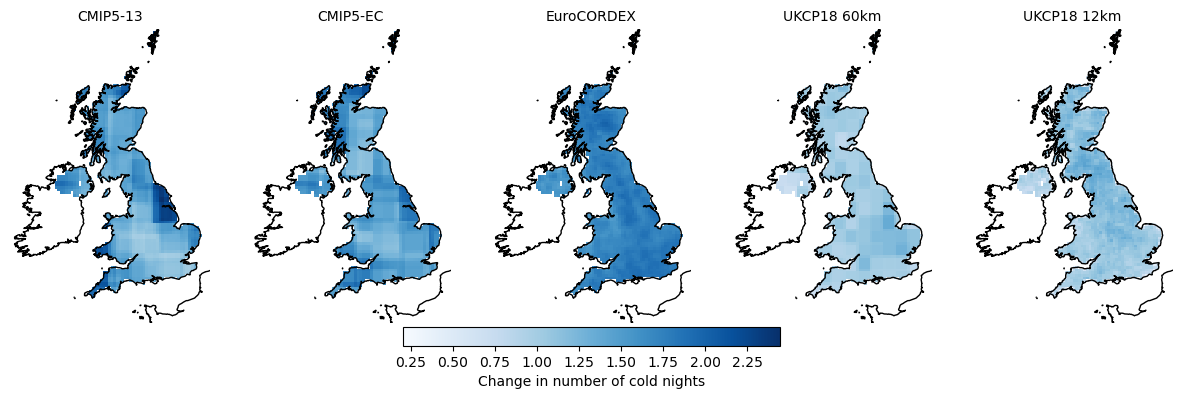 CMIP5-13 CMIP5-EC EuroCORDEX UKCP18 60km UKCP18 12km
0.25 0.50 0.75 1.00 1.25 1.50 1.75 2.00 2.25
Change in number of cold nights